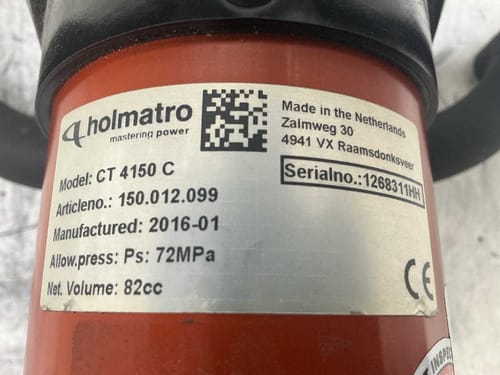 holmatro
mastering power
Made in the Netherlands
Zalmweg 30
4941 VX Raamsdonksveer
Model: CT 4150 C
Serialno.:1268311HH
Articleno.: 150.012.099
Manufactured: 2016-01
Allow.press: Ps: 72MPa
Net. Volume: 82cc
CE